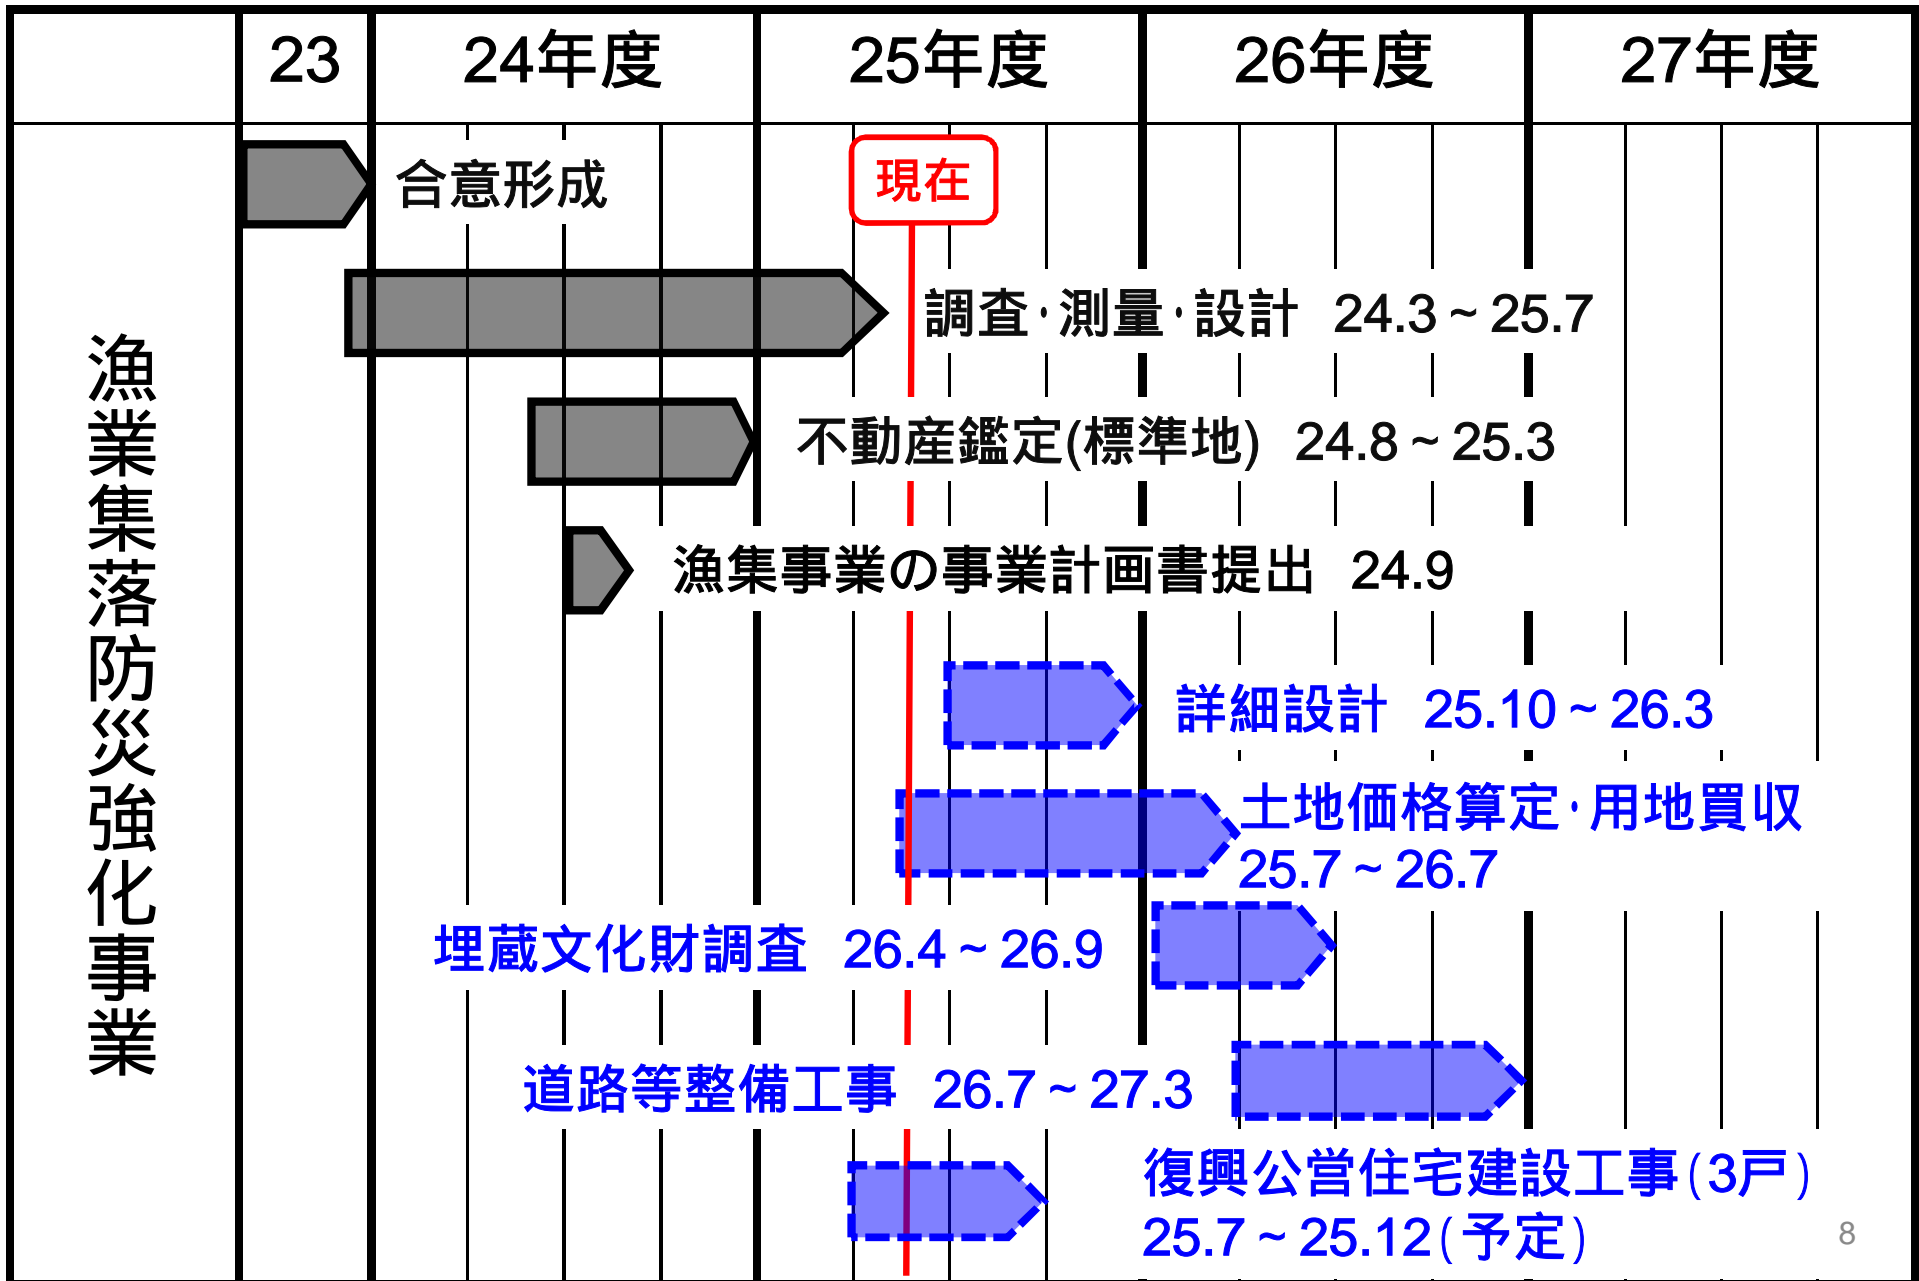 23
24年度
25年度
26年度
27年度
漁業集落防災強化事業
合意形成
現在
調査・測量・設計 24.3~25.7
不動産鑑定(標準地) 24.8~25.3
漁集事業の事業計画書提出 24.9
詳細設計 25.10~26.3
土地価格算定・用地買収
25.7~26.7
埋蔵文化財調査 26.4~26.9
道路等整備工事 26.7~27.3
復興公営住宅建設工事(3戸)
25.7~25.12(予定)
8